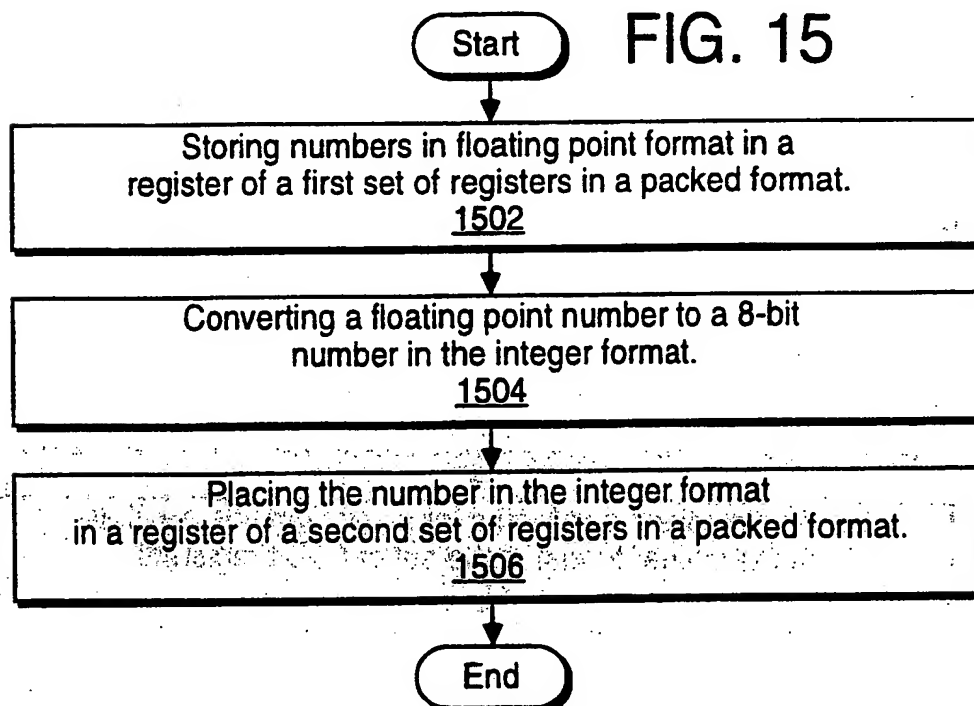 Start
FIG. 15
Storing numbers in floating point format in a
register of a first set of registers in a packed format.
1502
Converting a floating point number to a 8-bit
number in the integer format.
1504
Placing the number in the integer format
in a register of a second set of registers in a packed format.
1506
End